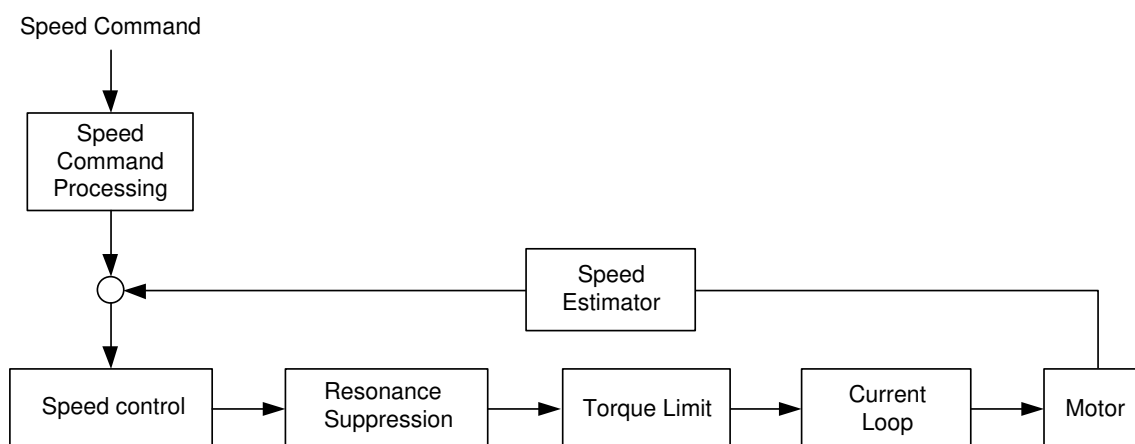 Speed Command
Speed
Command
Processing
Speed
Estimator
Speed control
Resonance
Suppression
Torque Limit
Current
Loop
Motor